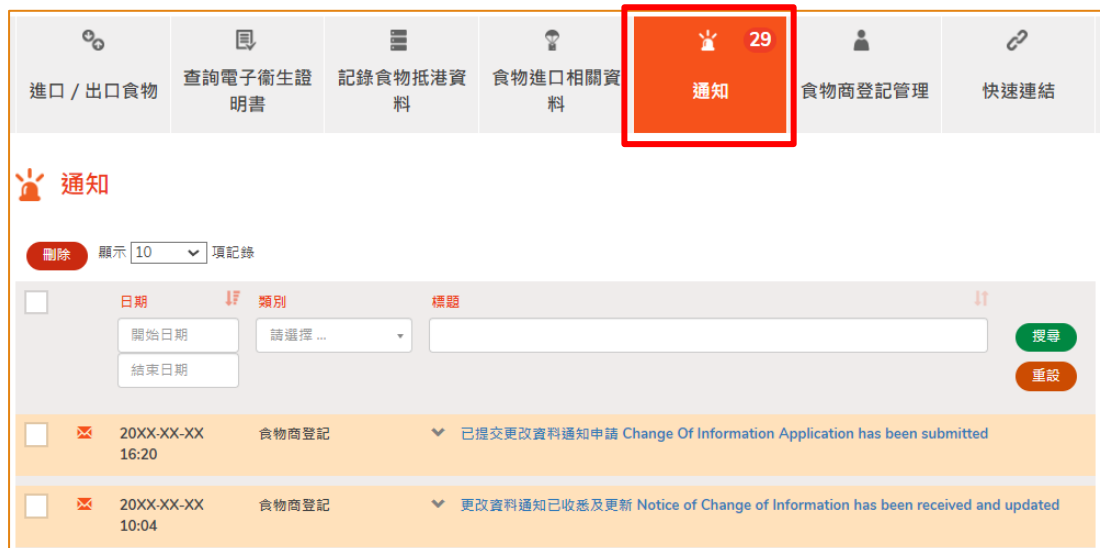 進口 / 出口食物
查詢電子衞生證
明書
記錄食物抵港資
料
食物進口相關資
料
29
通知
食物商登記管理
快速連結
通知
刪除 顯示 10 項記錄
日期 類別 標題
開始日期 請選擇 ... 搜尋
結束日期 重設
20XX-XX-XX 食物商登記 已提交更改資料通知申請 Change Of Information Application has been submitted
16:20
20XX-XX-XX 食物商登記 更改資料通知已收悉及更新 Notice of Change of Information has been received and updated
10:04